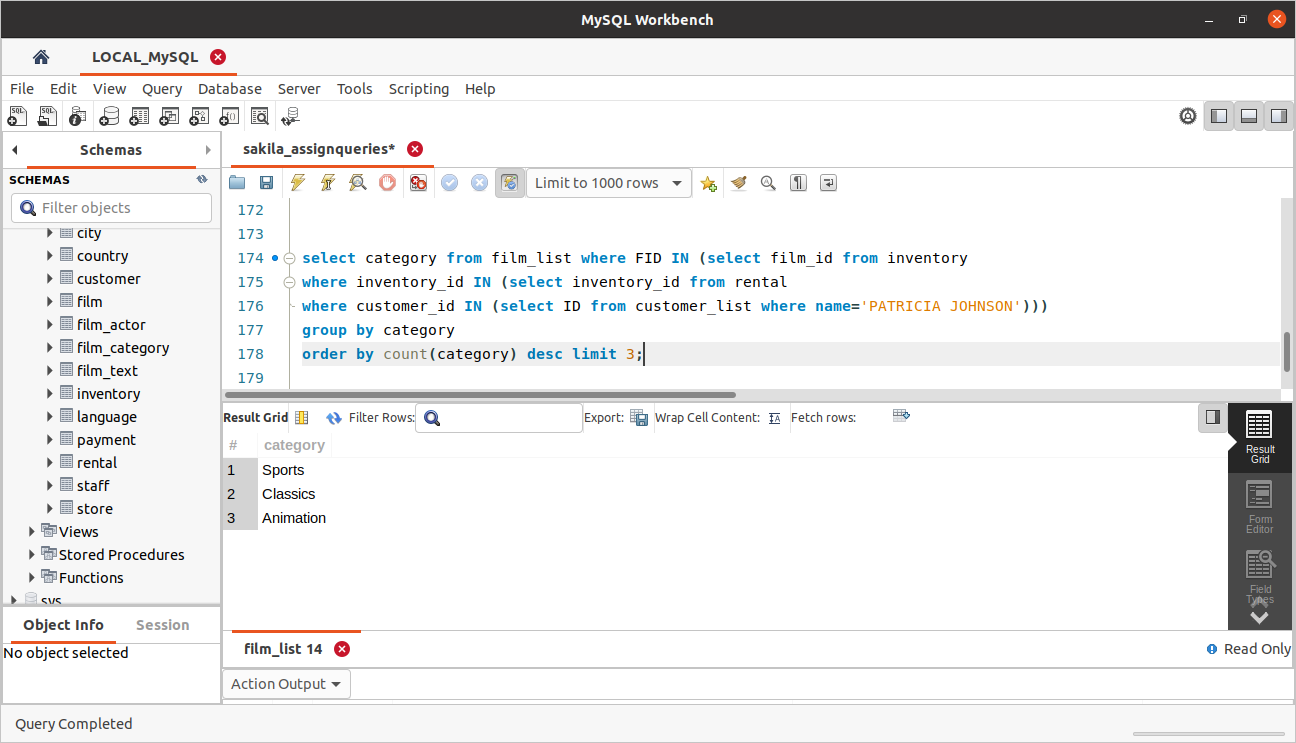 MySQL Workbench
LOCAL_MySQL
File Edit View Query Database Server Tools Scripting Help
Schemas
SCHEMAS
Filter objects
city
country
customer
film
film_actor
film_category
film_text
inventory
language
payment
rental
staff
store
Views
Stored Procedures
Functions
sys
Object Info Session
No object selected
sakila_assignqueries*
Limit to 1000 rows
172
173
174 select category from film_list where FID IN (select film_id from inventory
175 where inventory_id IN (select inventory_id from rental
176 where customer_id IN (select ID from customer_list where name='PATRICIA JOHNSON')))
177 group by category
178 order by count(category) desc limit 3;
179
Result Grid Filter Rows: Export: Wrap Cell Content: Fetch rows:
# category
1 Sports
2 Classics
3 Animation
Result
Grid
Form
Editor
Field
Types
film_list 14
Read Only
Action Output
Query Completed